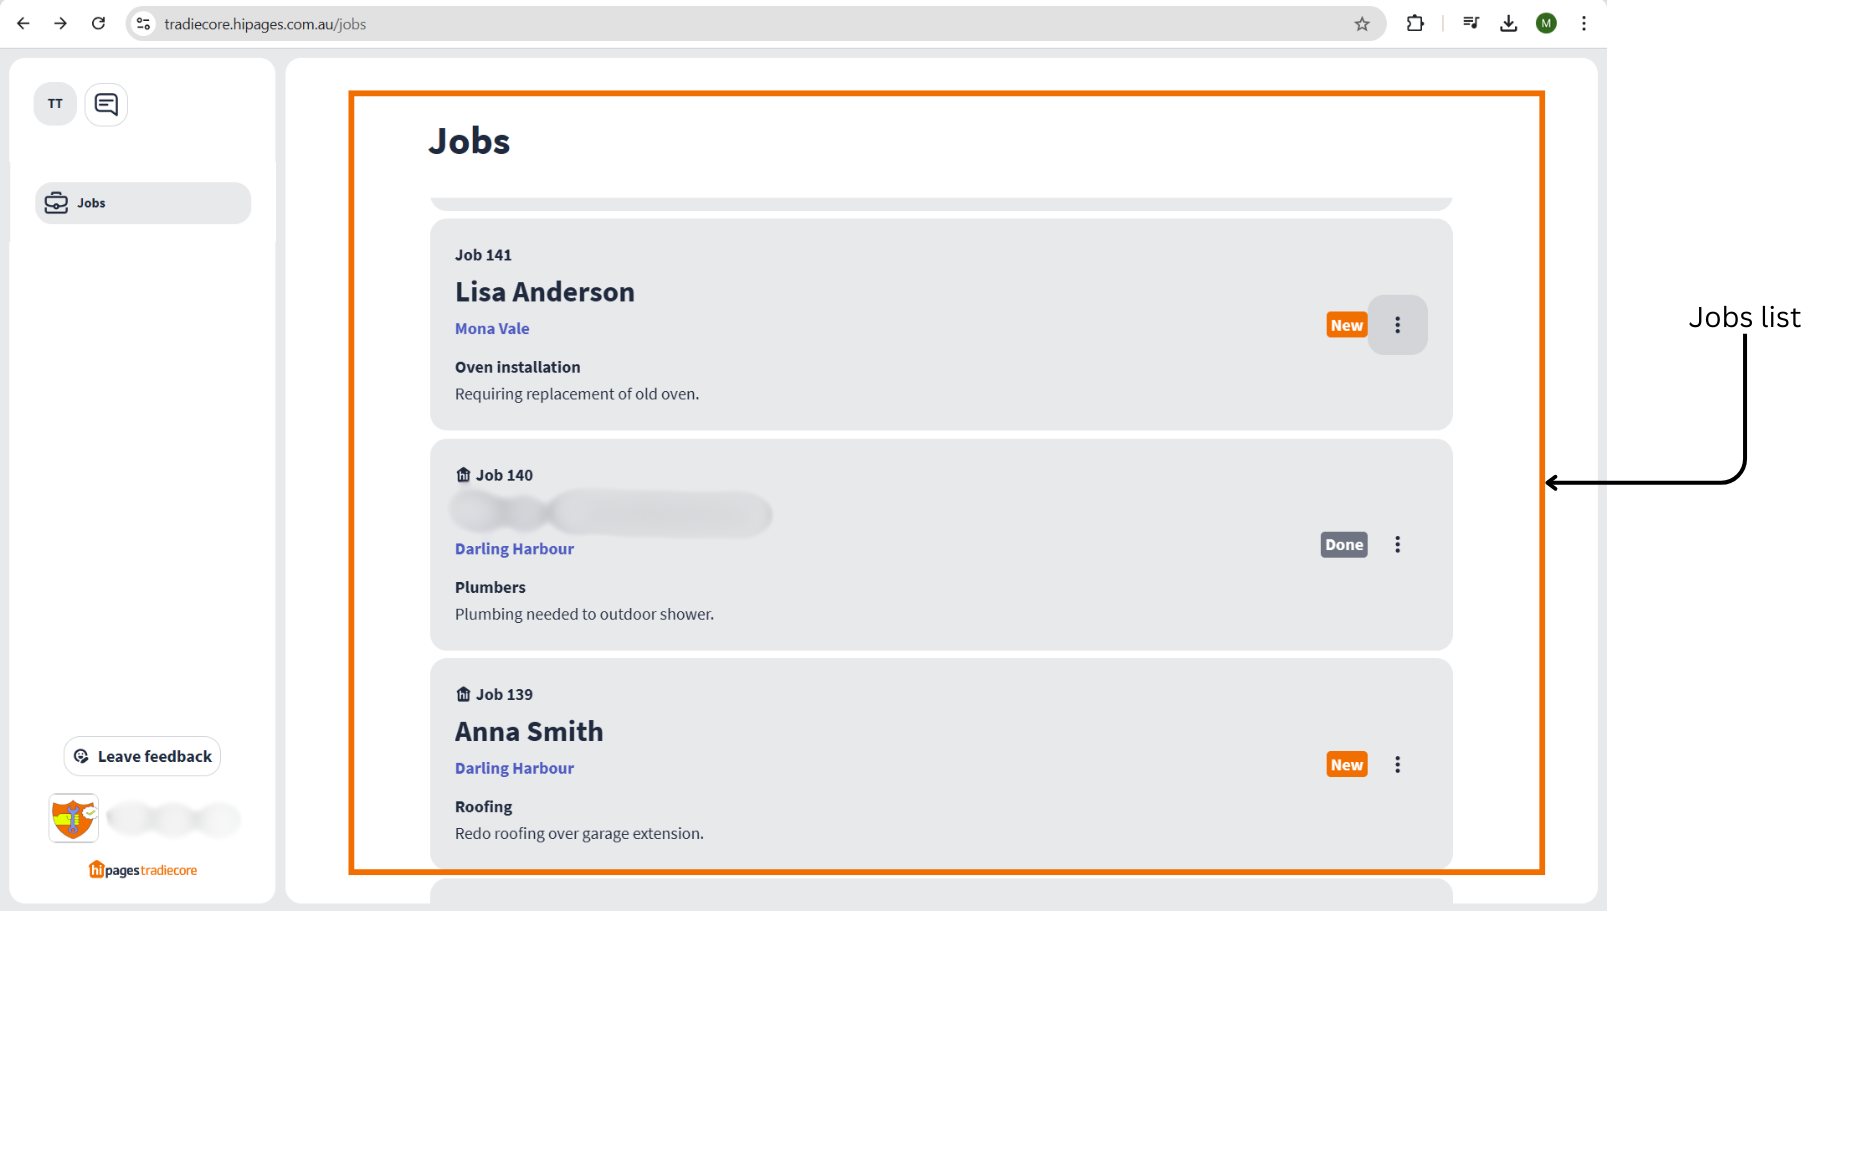 tradiecore.hipages.com.au/jobs
M
TT
Jobs
Leave feedback
hipages tradiecore
Jobs
Job 141
Lisa Anderson
Mona Vale
New
Oven installation
Requiring replacement of old oven.
hi Job 140
Darling Harbour
Done
Plumbers
Plumbing needed to outdoor shower.
hi Job 139
Anna Smith
Darling Harbour
New
Roofing
Redo roofing over garage extension.
Jobs list